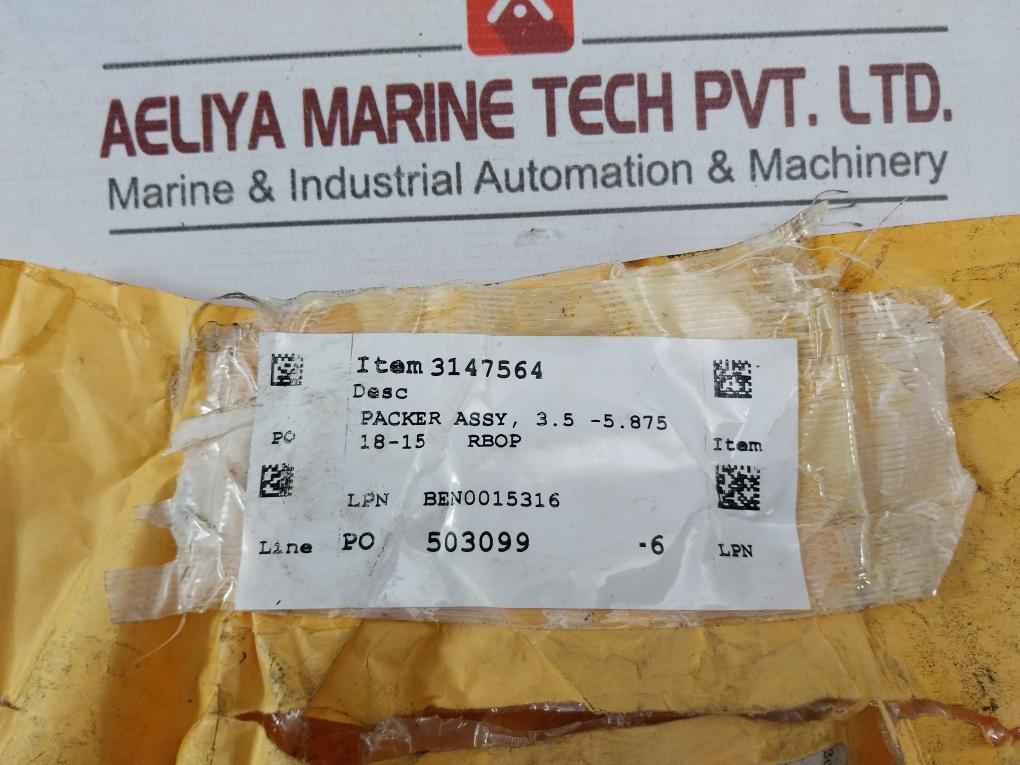 AELIYA MARINE TECH PVT. LTD.
Marine & Industrial Automation & Machinery
Item 3147564
Desc
PACKER ASSY, 3.5 -5.875
PO 18-15 RBOP Item
LPN BEN0015316
Line PO 503099 -6 LPN